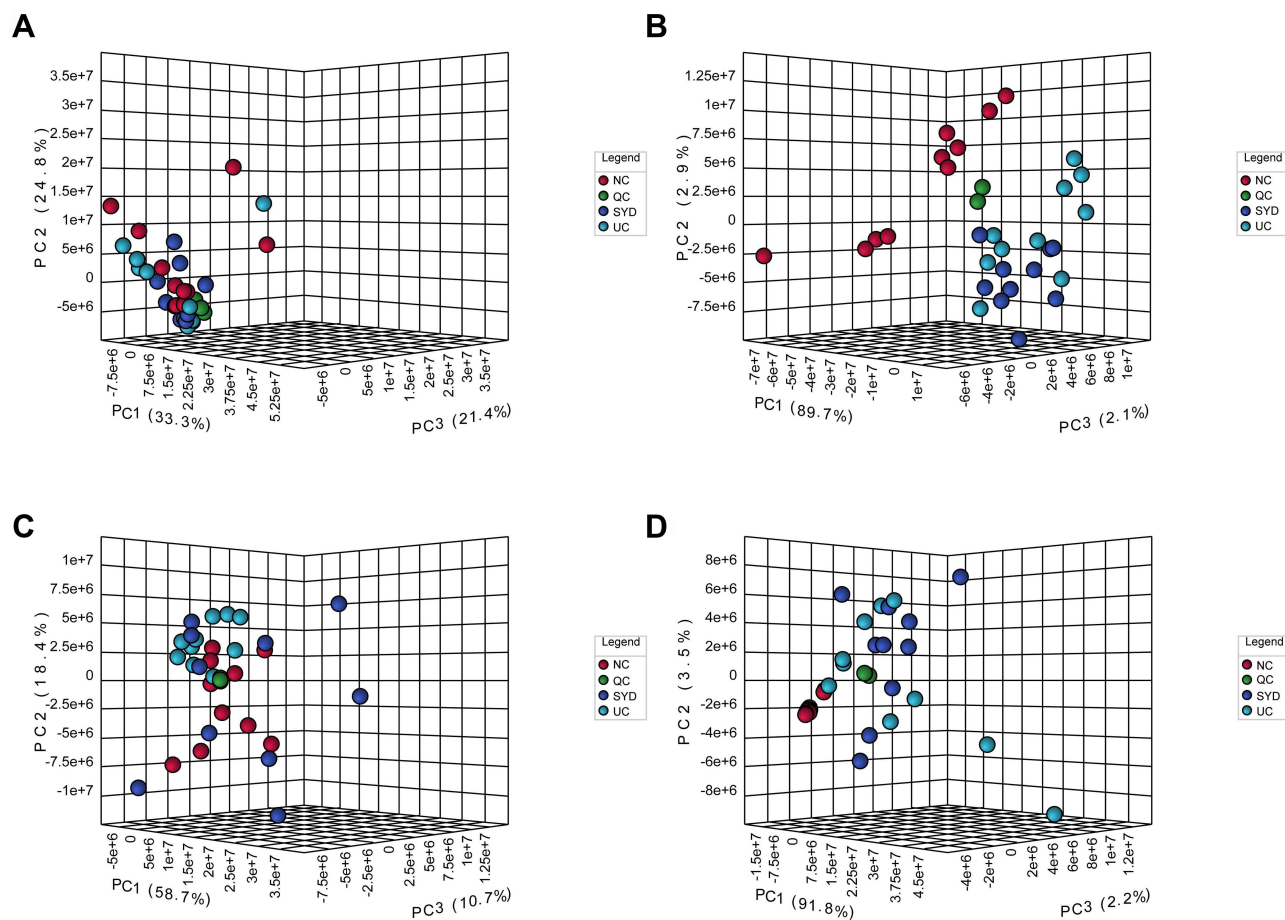 A
PC2 (24.8%)
3.5e+7
3e+7
2.5e+7
2e+7
1.5e+7
1e+7
5e+6
0
-5e+6
-7.5e+6
0
7.5e+6
1.5e+7
2.25e+7
3e+7
3.75e+7
4.5e+7
5.25e+7
PC1 (33.3%)
-5e+6
0
5e+6
1e+7
1.5e+7
2e+7
2.5e+7
3e+7
3.5e+7
PC3 (21.4%)
Legend
NC
QC
SYD
UC
B
PC2 (2.9%)
1.25e+7
1e+7
7.5e+6
5e+6
2.5e+6
0
-2.5e+6
-5e+6
-7.5e+6
-7e+7
-6e+7
-5e+7
-4e+7
-3e+7
-2e+7
-1e+7
0
1e+7
PC1 (89.7%)
-6e+6
-4e+6
-2e+6
0
2e+6
4e+6
6e+6
8e+6
1e+7
PC3 (2.1%)
Legend
NC
QC
SYD
UC
C
PC2 (18.4%)
1e+7
7.5e+6
5e+6
2.5e+6
0
-2.5e+6
-5e+6
-7.5e+6
-1e+7
-5e+6
0
5e+6
1e+7
1.5e+7
2e+7
2.5e+7
3e+7
3.5e+7
PC1 (58.7%)
-7.5e+6
-5e+6
-2.5e+6
0
2.5e+6
5e+6
7.5e+6
1e+7
1.25e+7
PC3 (10.7%)
Legend
NC
QC
SYD
UC
D
PC2 (3.5%)
8e+6
6e+6
4e+6
2e+6
0
-2e+6
-4e+6
-6e+6
-8e+6
-1.5e+7
-7.5e+6
0
7.5e+6
1.5e+7
2.25e+7
3e+7
3.75e+7
4.5e+7
PC1 (91.8%)
-4e+6
-2e+6
0
2e+6
4e+6
6e+6
8e+6
1e+7
1.2e+7
PC3 (2.2%)
Legend
NC
QC
SYD
UC